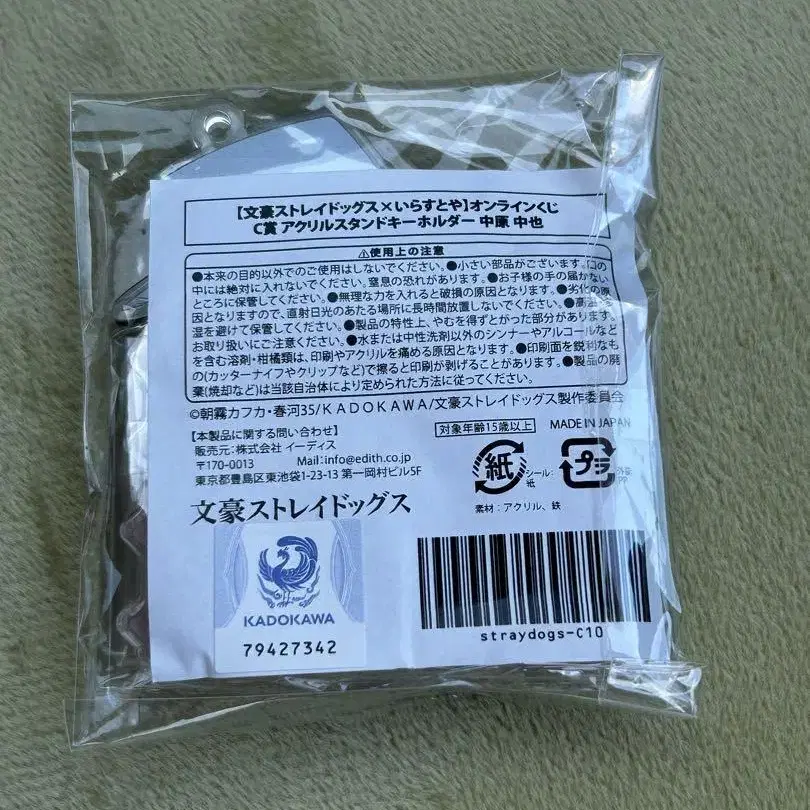 【文豪ストレイドッグス×いらすとや】オンラインくじ
C賞 アクリルスタンドキーホルダー 中原 中也
⚠使用上の注意
●本来の目的以外でのご使用はしないでください。●小さい部品がございます。口の
中には絶対に入れないでください。窒息の恐れがあります。●お子様の手の届かない
ところに保管してください。●無理な力を入れると破損の原因となります。●劣化の原
因となりますので、直射日光のあたる場所に長時間放置しないでください。●高温
湿を避けて保管してください。●製品の特性上、やむを得ずとがった部分があります。
お取り扱いにご注意ください。●水または中性洗剤以外のシンナーやアルコールなど
を含む溶剤・柑橘類は、印刷やアクリルを痛める原因となります。●印刷面を鋭利なも
の(カッターナイフやクリップなど)で擦ると印刷が剥げることがあります。●製品の廃
棄(焼却など)は当該自治体により定められた方法に従ってください。
©朝霧カフカ・春河35/KADOKAWA/文豪ストレイドッグス製作委員会
【本製品に関する問い合わせ】
販売元：株式会社 イーディス
〒170-0013 Mail:info@edith.co.jp
東京都豊島区東池袋1-23-13 第一岡村ビル5F
対象年齢15歳以上 MADE IN JAPAN
紙 シール:
紙
プラ 外袋:
PP
素材：アクリル、鉄
文豪ストレイドッグス
KADOKAWA
79427342
straydogs-C10